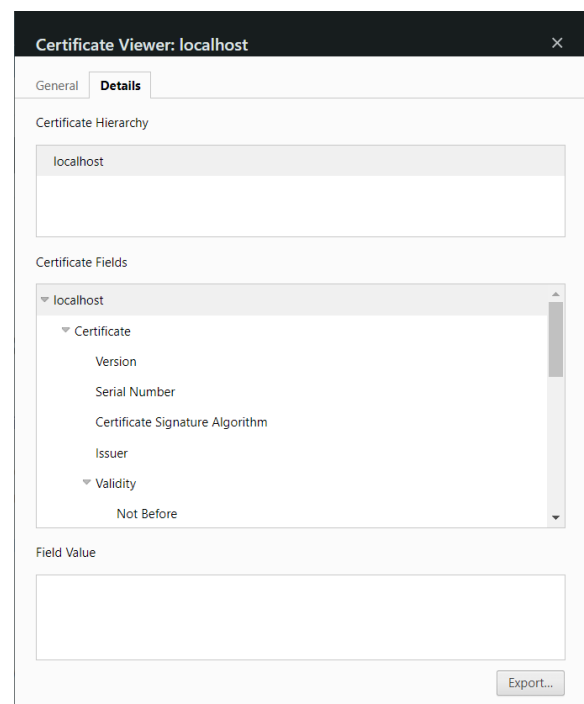 Certificate Viewer: localhost
General Details
Certificate Hierarchy
localhost
Certificate Fields
localhost
Certificate
Version
Serial Number
Certificate Signature Algorithm
Issuer
Validity
Not Before
Field Value
Export...